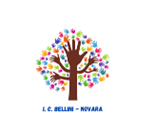 I. C. BELLINI - NOVARA